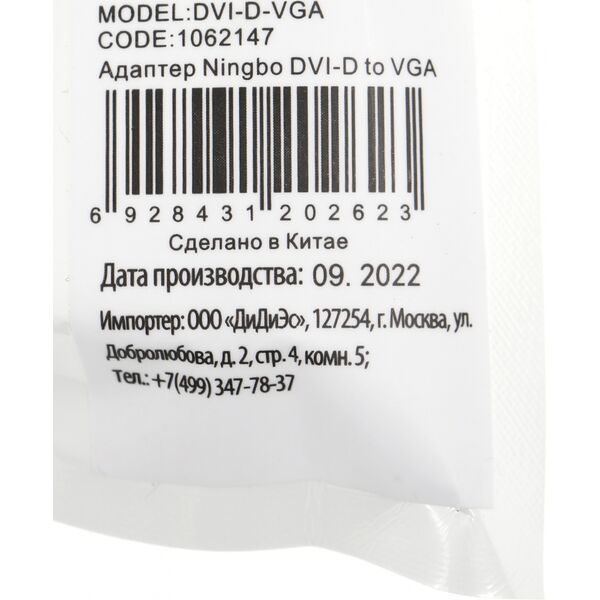 MODEL:DVI-D-VGA
CODE:1062147
Адаптер Ningbo DVI-D to VGA
6 928431 202623
Сделано в Китае
Дата производства: 09. 2022
Импортер: ООО «ДиДиЭс», 127254, г. Москва, ул.
Добролюбова, д. 2, стр. 4, комн. 5;
Тел.: +7(499) 347-78-37